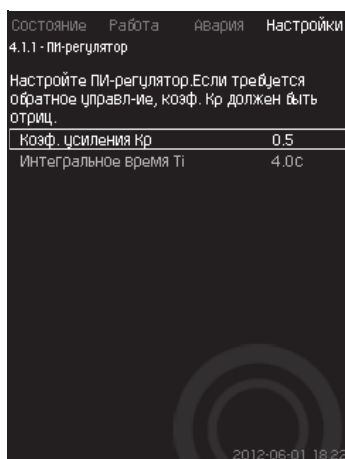 Состояние Работа Авария Настройки
4.1.1 - ПИ-регулятор
Настройте ПИ-регулятор.Если требуется
обратное управл-ие, коэф. Кр должен быть
отриц.
Коэф. усиления Кр 0.5
Интегральное время Ti 4.0с
2012-06-01 18:22